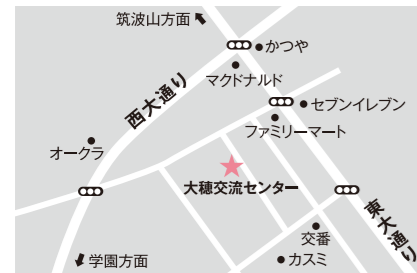 筑波山方面
かつや
マクドナルド
西大通り
セブンイレブン
ファミリーマート
オークラ
大穂交流センター
東大通り
交番
カスミ
学園方面